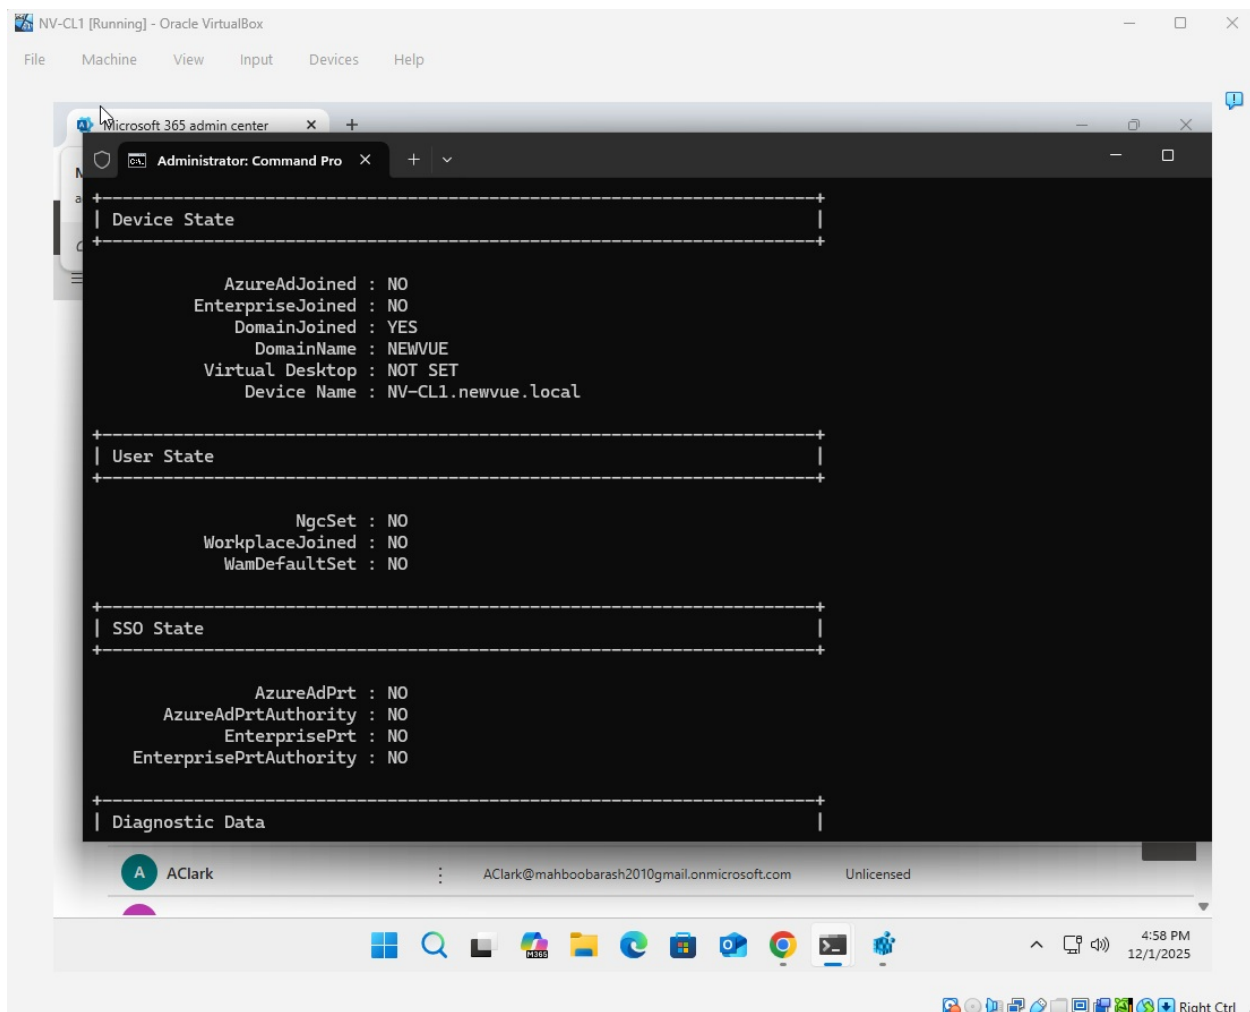 NV-CL1 [Running] - Oracle VirtualBox
File Machine View Input Devices Help
Microsoft 365 admin center
Administrator: Command Pro
Device State
AzureAdJoined : NO
EnterpriseJoined : NO
DomainJoined : YES
DomainName : NEWVUE
Virtual Desktop : NOT SET
Device Name : NV-CL1.newvue.local
User State
NgcSet : NO
WorkplaceJoined : NO
WamDefaultSet : NO
SSO State
AzureAdPrt : NO
AzureAdPrtAuthority : NO
EnterprisePrt : NO
EnterprisePrtAuthority : NO
Diagnostic Data
A AClark AClark@mahboobarash2010gmail.onmicrosoft.com Unlicensed
M365
4:58 PM
12/1/2025
Right Ctrl